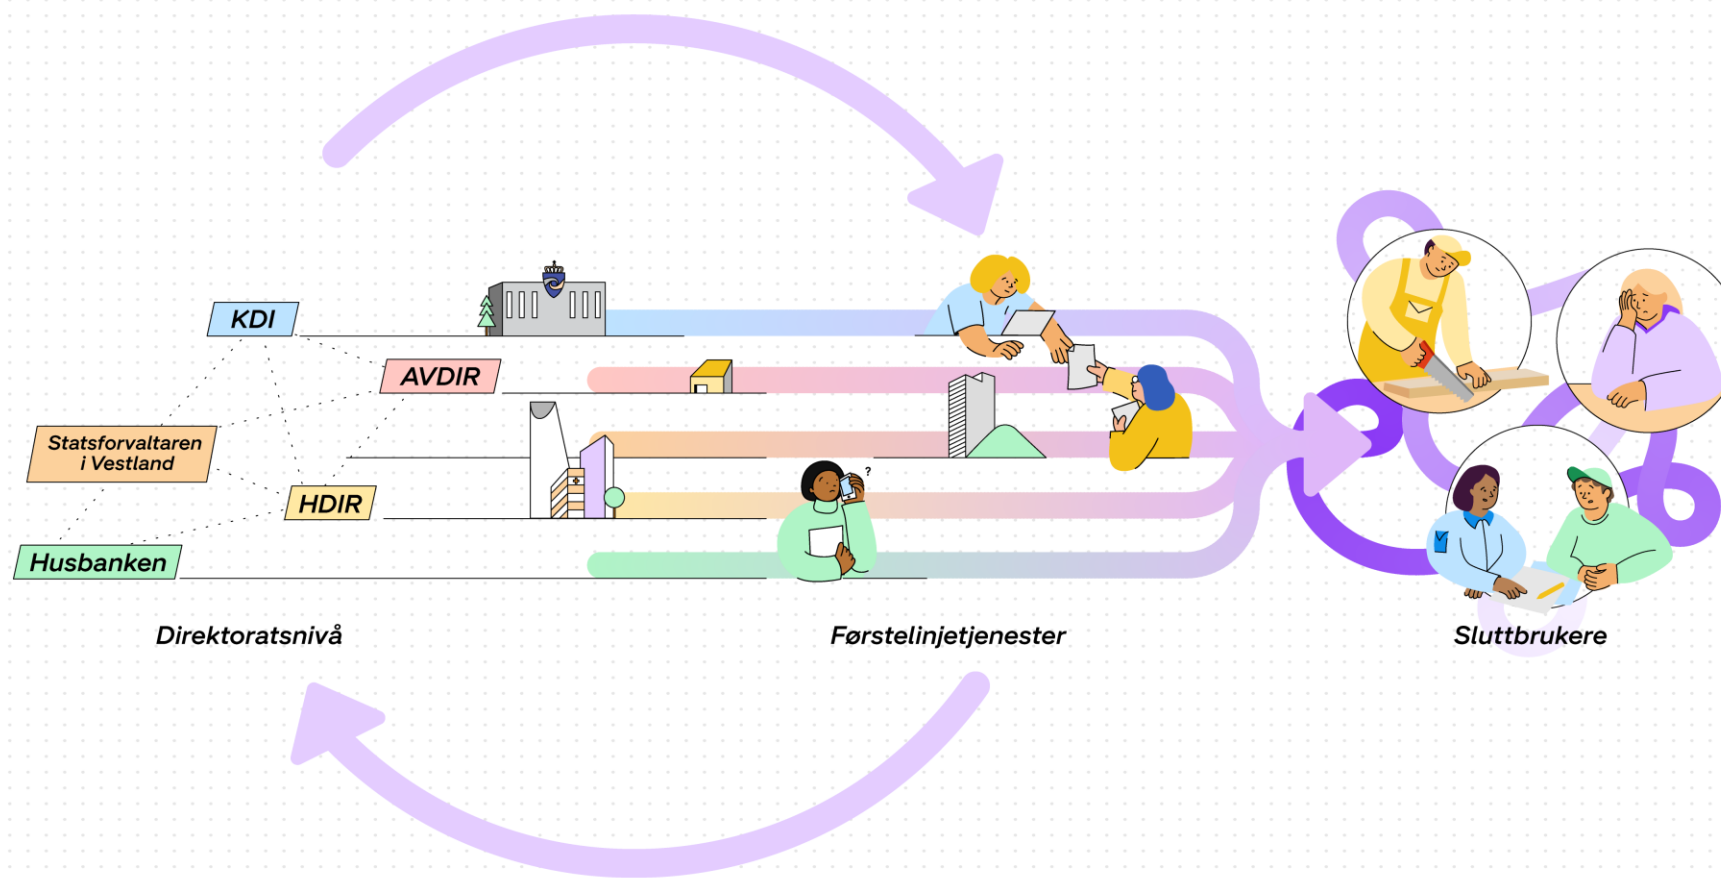 KDI
AVDIR
Statsforvaltaren
i Vestland
HDIR
Husbanken
?
Direktoratsnivå
Førstelinjetjenester
Sluttbrukere